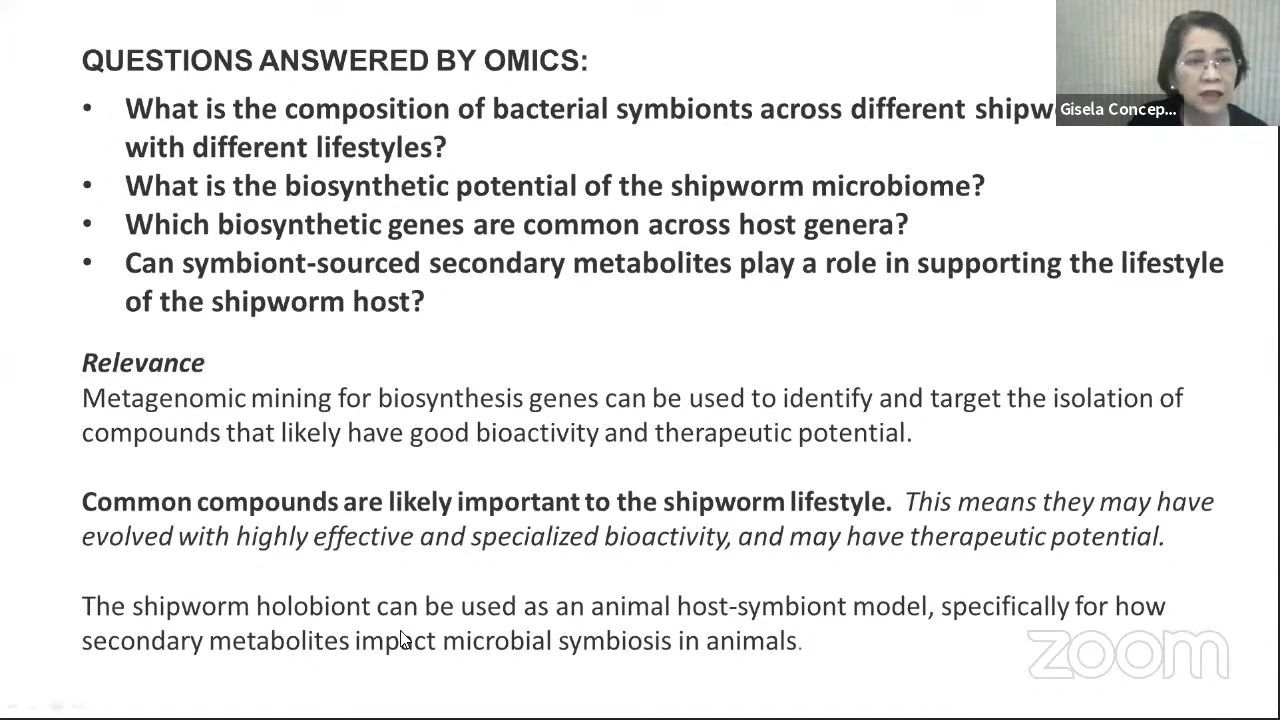 QUESTIONS ANSWERED BY OMICS:
• What is the composition of bacterial symbionts across different
with different lifestyles?
• What is the biosynthetic potential of the shipworm microbiome?
• Which biosynthetic genes are common across host genera?
• Can symbiont-sourced secondary metabolites play a role in supporting the lifestyle
of the shipworm host?
Relevance
Metagenomic mining for biosynthesis genes can be used to identify and target the isolation of
compounds that likely have good bioactivity and therapeutic potential.
Common compounds are likely important to the shipworm lifestyle. This means they may have
evolved with highly effective and specialized bioactivity, and may have therapeutic potential.
The shipworm holobiont can be used as an animal host-symbiont model, specifically for how
secondary metabolites impact microbial symbiosis in animals.
Gisela Concep...
zoom